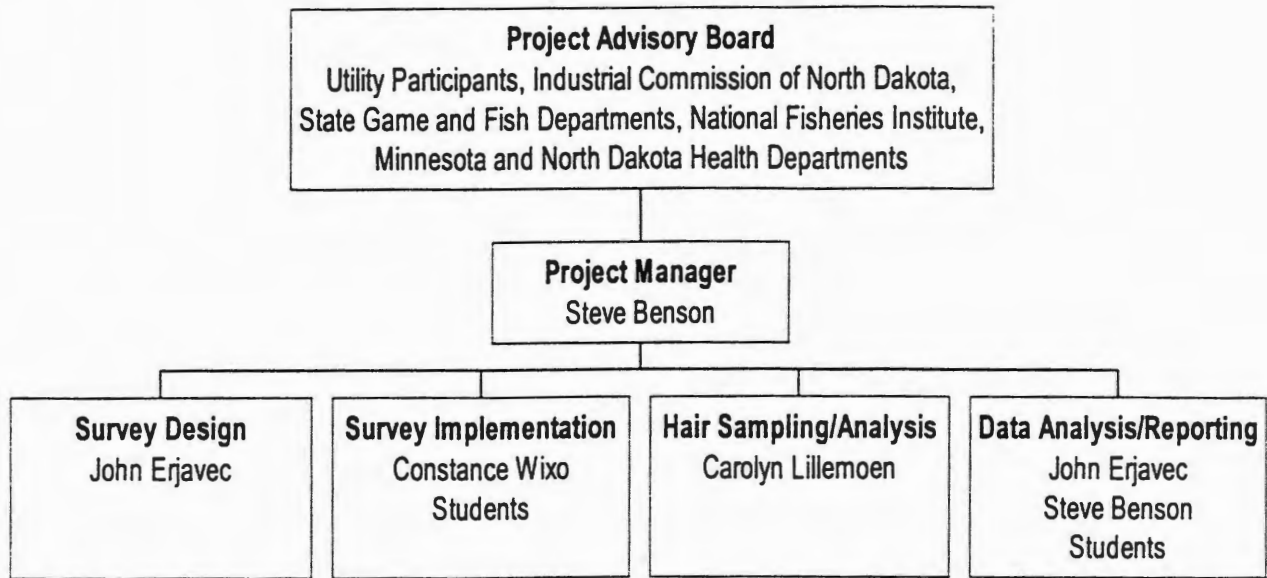 Project Advisory Board
Utility Participants, Industrial Commission of North Dakota,
State Game and Fish Departments, National Fisheries Institute,
Minnesota and North Dakota Health Departments
Project Manager
Steve Benson
Survey Design
John Erjavec
Survey Implementation
Constance Wixo
Students
Hair Sampling/Analysis
Carolyn Lillemoen
Data Analysis/Reporting
John Erjavec
Steve Benson
Students